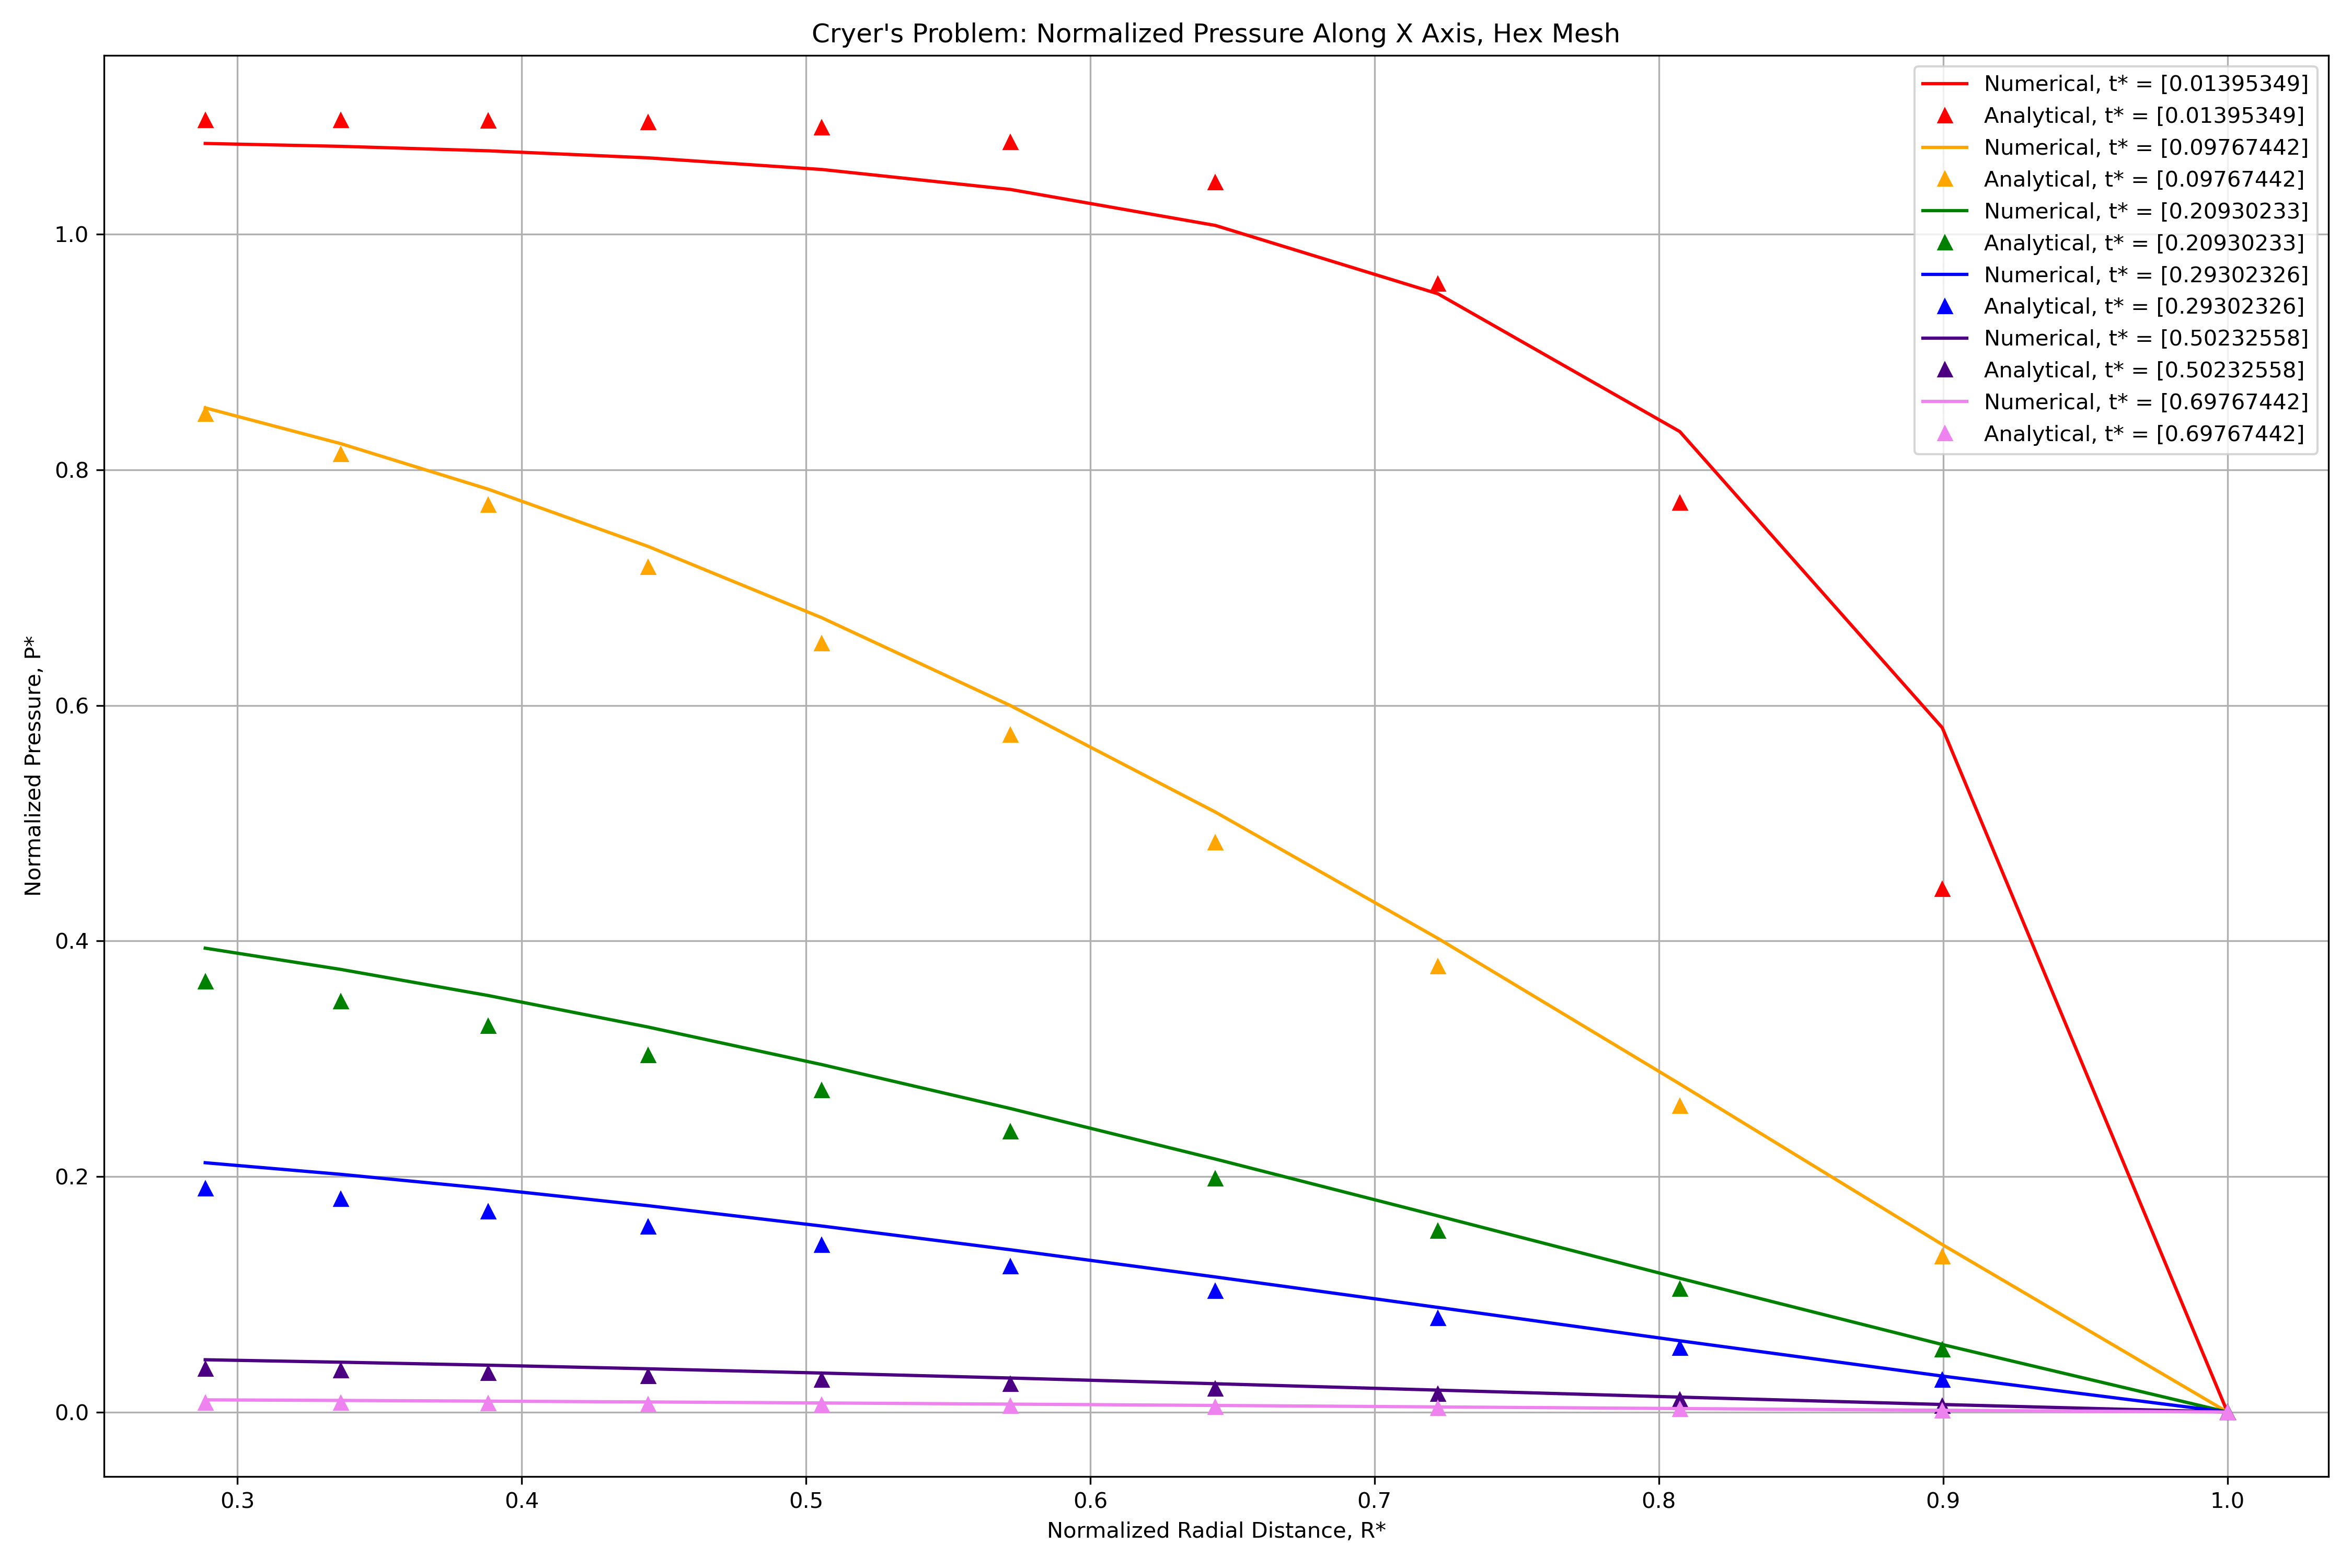 Cryer's Problem: Normalized Pressure Along X Axis, Hex Mesh
Numerical, t* = [0.01395349]
Analytical, t* = [0.01395349]
Numerical, t* = [0.09767442]
Analytical, t* = [0.09767442]
Numerical, t* = [0.20930233]
Analytical, t* = [0.20930233]
Numerical, t* = [0.29302326]
Analytical, t* = [0.29302326]
Numerical, t* = [0.50232558]
Analytical, t* = [0.50232558]
Numerical, t* = [0.69767442]
Analytical, t* = [0.69767442]
Normalized Pressure, P*
1.0
0.8
0.6
0.4
0.2
0.0
0.3 0.4 0.5 0.6 0.7 0.8 0.9 1.0
Normalized Radial Distance, R*